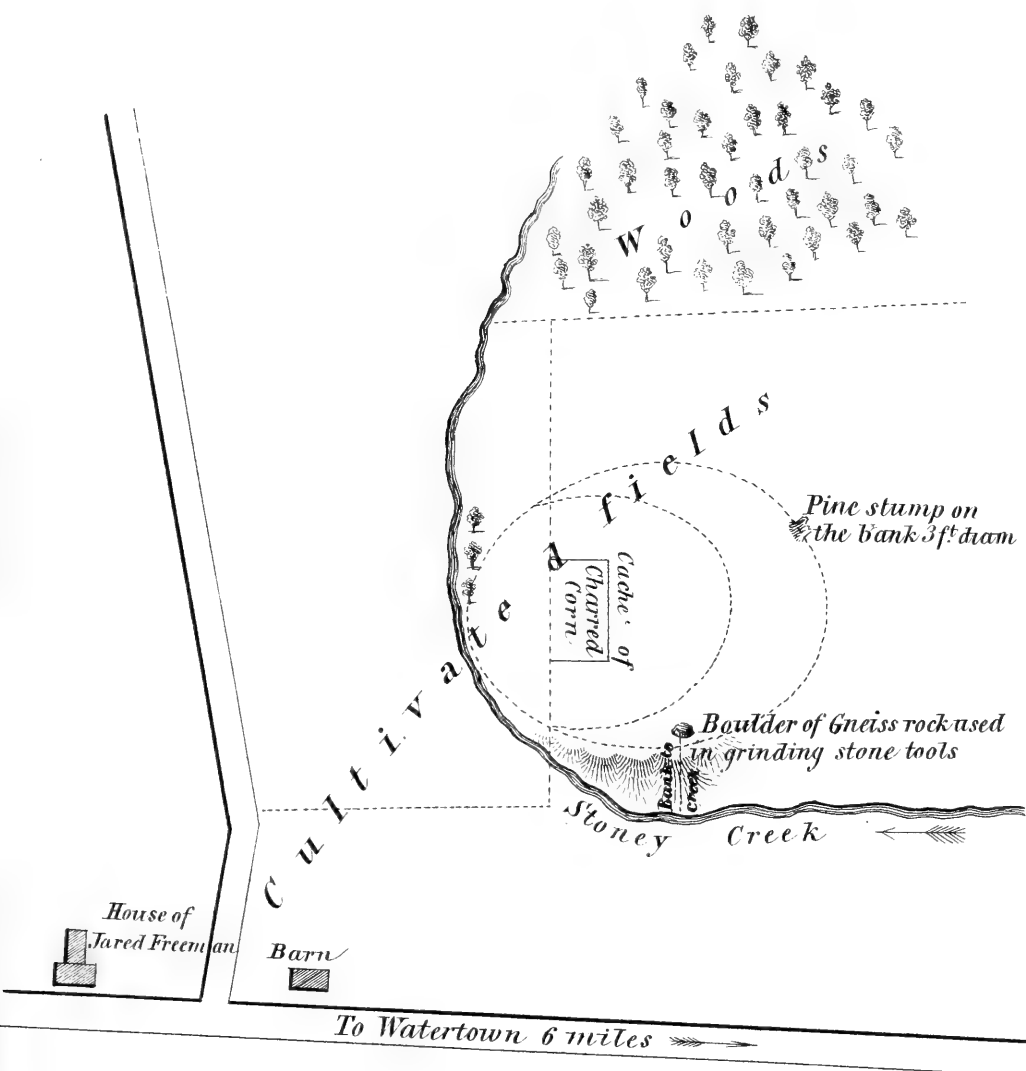 Woods
Cultivated fields
Pine stump on
the bank 3ft. diam
Cache' of
Charred
Corn
Boulder of Gneiss rock used
in grinding stone tools
Bank to
creek
Stoney Creek
House of
Jared Freeman
Barn
To Watertown 6 miles